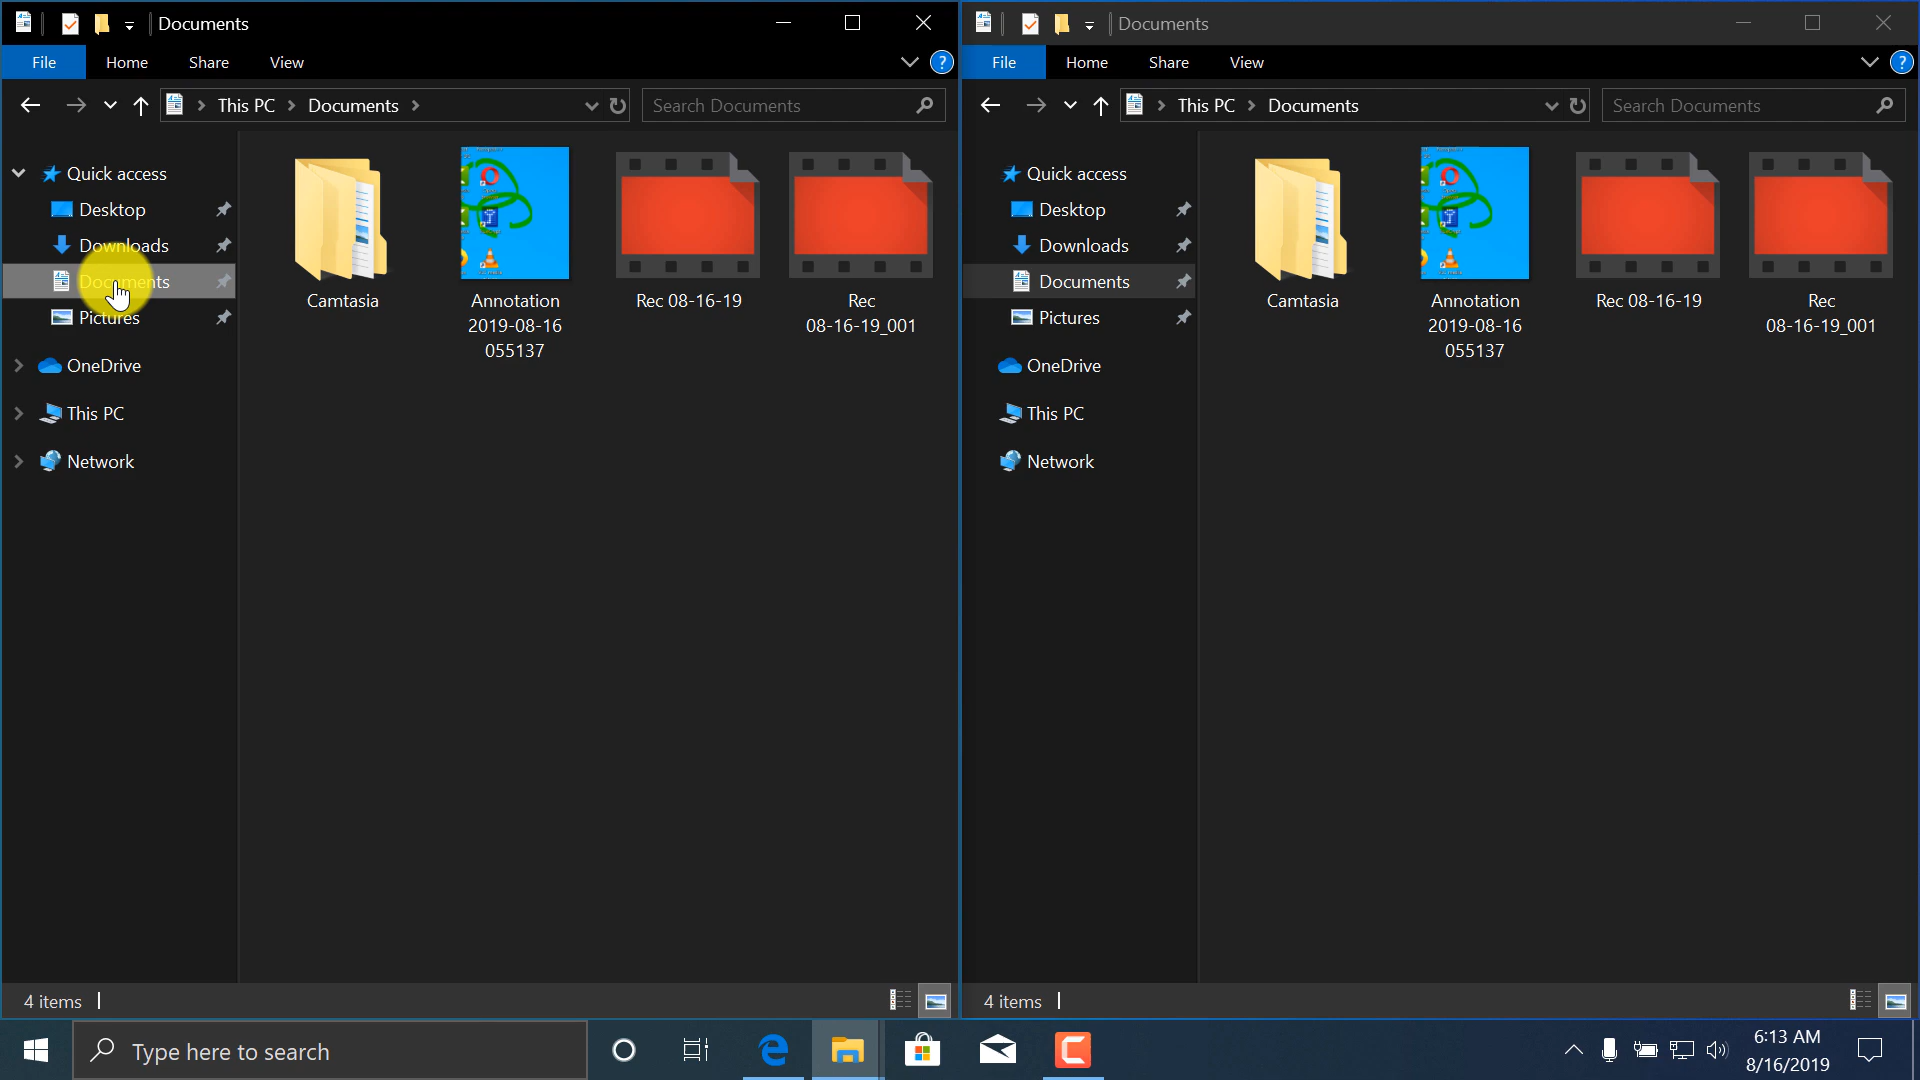 Documents
File Home Share View
This PC Documents
Search Documents
Quick access
Desktop
Downloads
Documents
Pictures
OneDrive
This PC
Network
Camtasia
Annotation
2019-08-16
055137
Rec 08-16-19
Rec
08-16-19_001
4 items
Documents
File Home Share View
This PC Documents
Search Documents
Quick access
Desktop
Downloads
Documents
Pictures
OneDrive
This PC
Network
Camtasia
Annotation
2019-08-16
055137
Rec 08-16-19
Rec
08-16-19_001
4 items
Type here to search
6:13 AM
8/16/2019